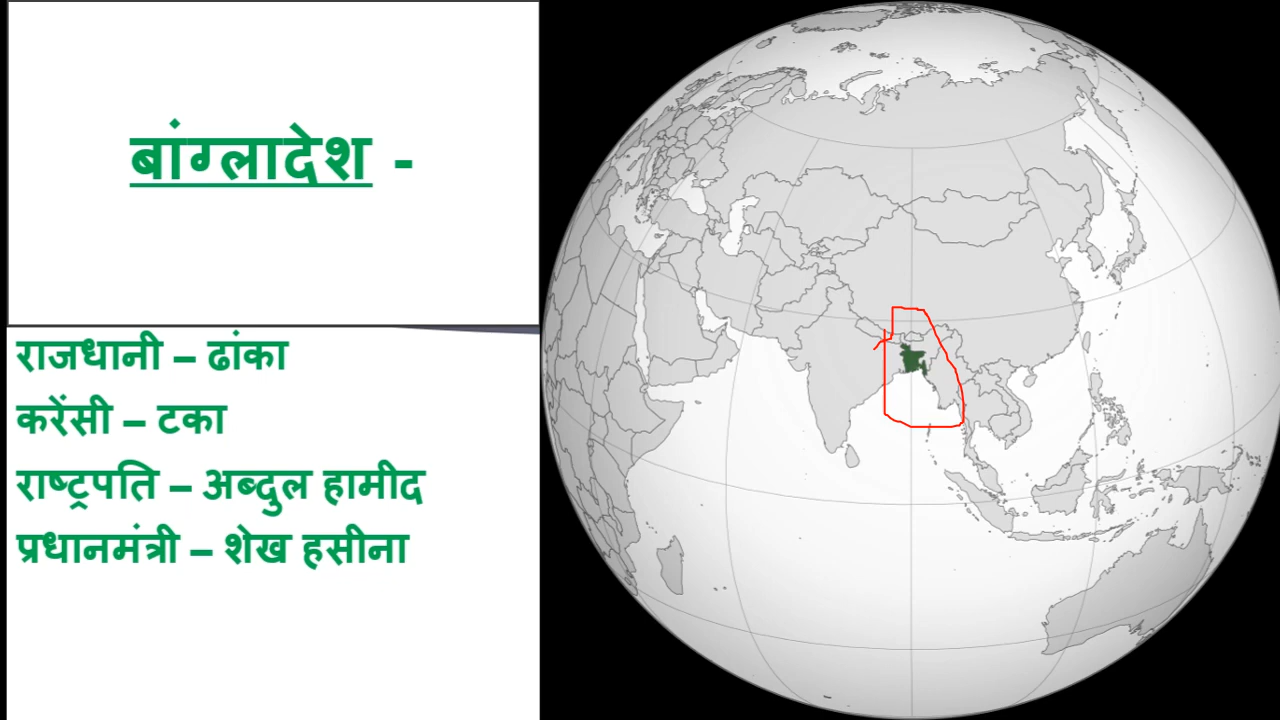 बांग्लादेश -
राजधानी – ढांका
करेंसी – टका
राष्ट्रपति – अब्दुल हामीद
प्रधानमंत्री – शेख हसीना